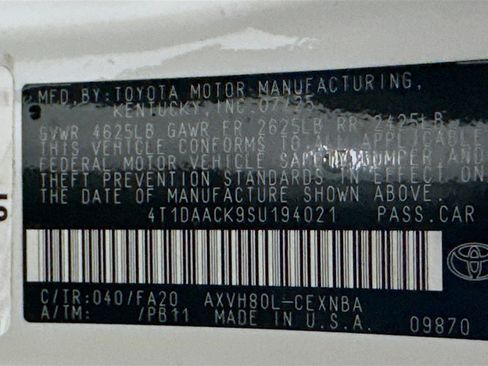 MFD. BY: TOYOTA MOTOR MANUFACTURING,
KENTUCKY, INC. 07/25
GVWR 4625LB GAWR FR 2625LB RR 2425LB
THIS VEHICLE CONFORMS TO ALL APPLICABLE
FEDERAL MOTOR VEHICLE SAFETY, BUMPER AND
THEFT PREVENTION STANDARDS IN EFFECT ON
THE DATE OF MANUFACTURE SHOWN ABOVE.
4T1DAACK9SU194021 PASS.CAR
C/TR:040/FA20 AXVH80L-CEXNBA
A/TM: /PB11 MADE IN U.S.A. 09870